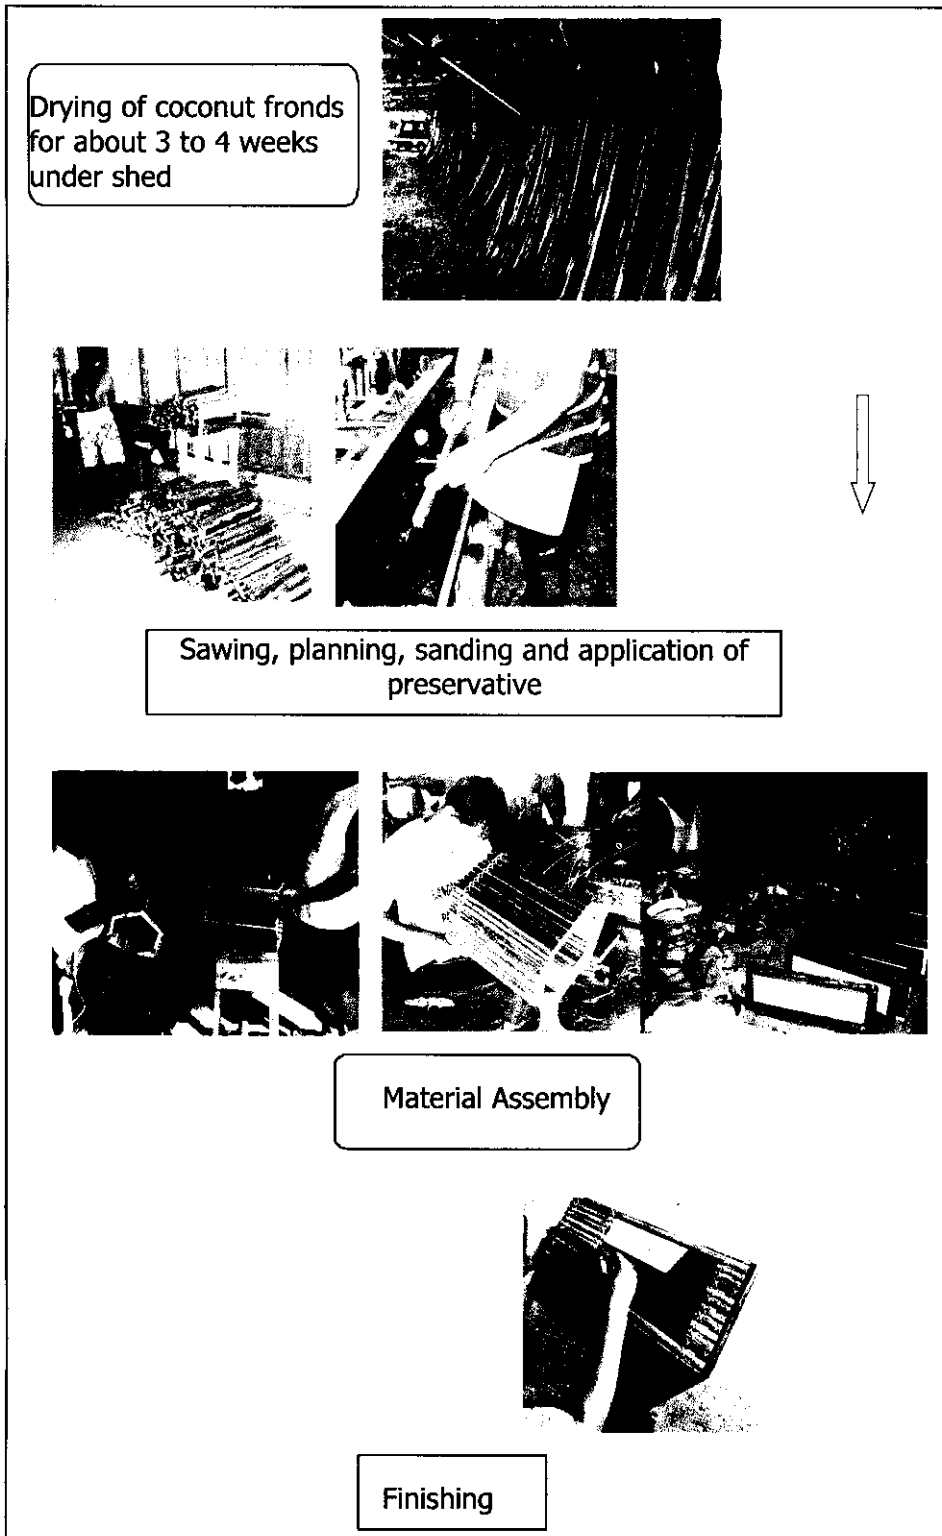 Drying of coconut fronds
for about 3 to 4 weeks
under shed
Sawing, planning, sanding and application of
preservative
Material Assembly
Finishing